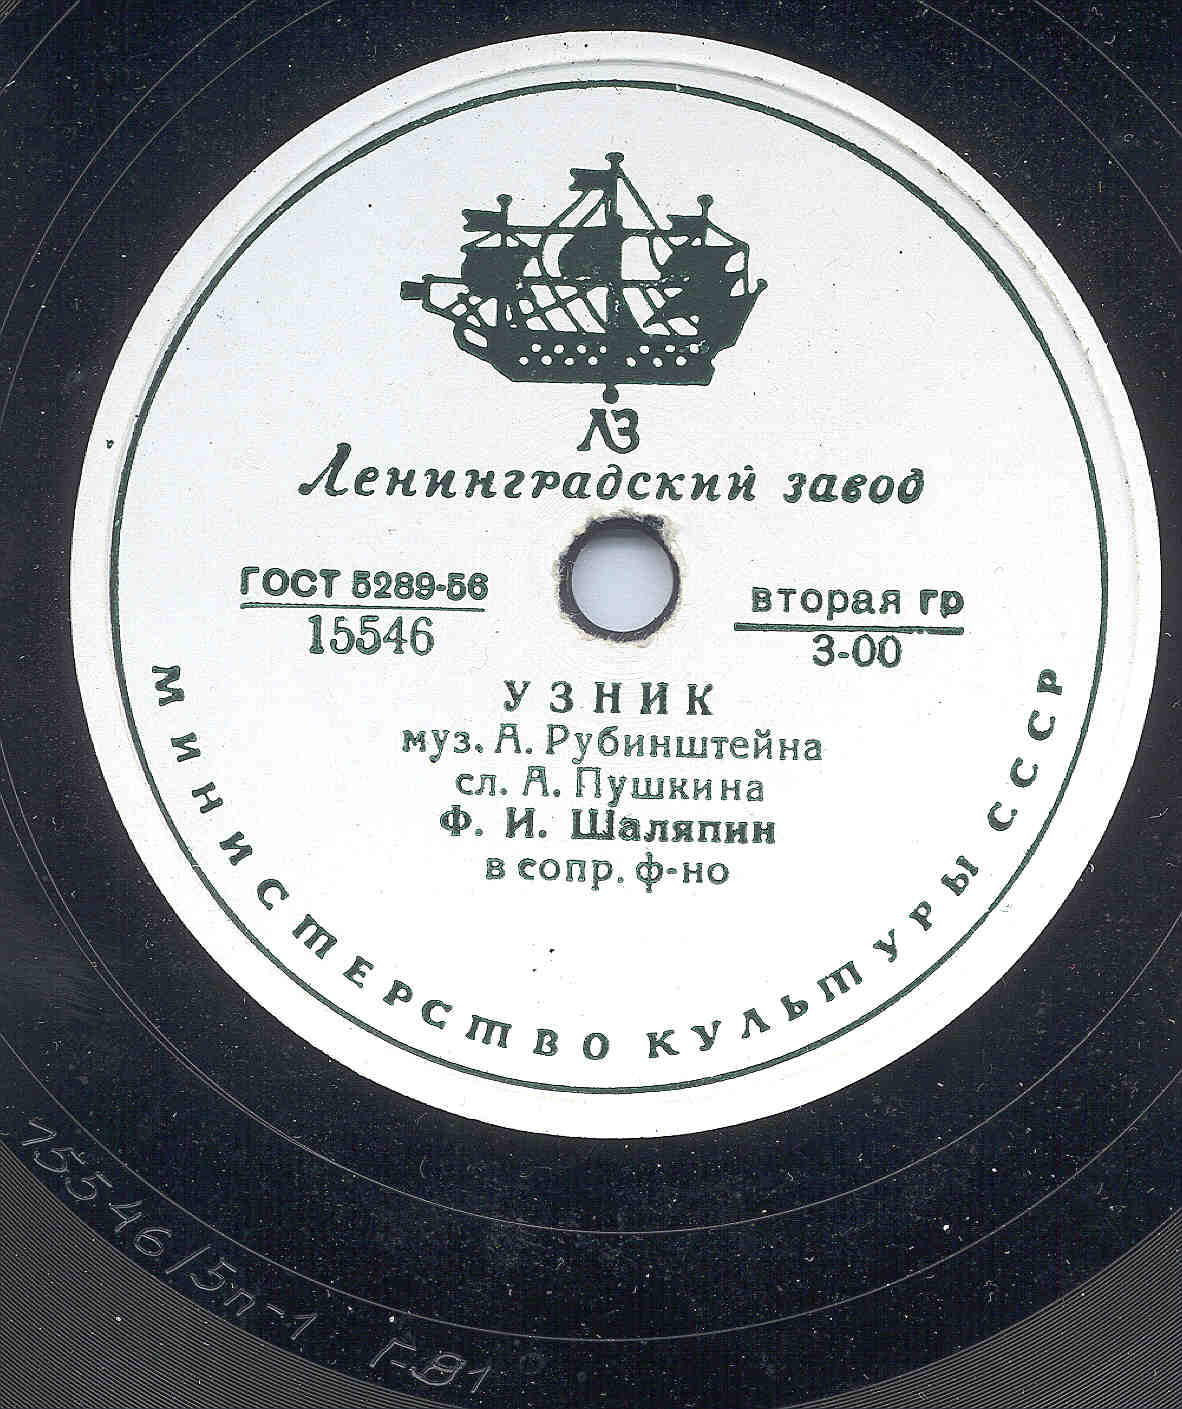 ЛЗ
Ленинградский завод
ГОСТ 5289-56
15546
вторая гр
3-00
УЗНИК
муз. А. Рубинштейна
сл. А. Пушкина
Ф. И. Шаляпин
в сопр. ф-но
МИНИСТЕРСТВО КУЛЬТУРЫ СССР
15546/5п-1